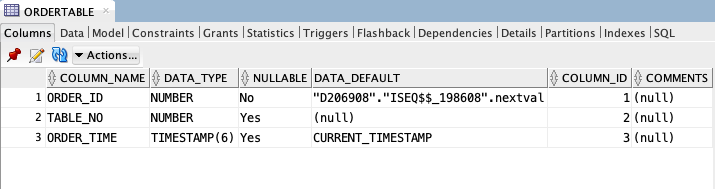 ORDERTABLE
Columns Data Model Constraints Grants Statistics Triggers Flashback Dependencies Details Partitions Indexes SQL
Actions...
COLUMN_NAME DATA_TYPE NULLABLE DATA_DEFAULT COLUMN_ID COMMENTS
1 ORDER_ID NUMBER No "D206908"."ISEQ$$_198608".nextval 1 (null)
2 TABLE_NO NUMBER Yes (null) 2 (null)
3 ORDER_TIME TIMESTAMP(6) Yes CURRENT_TIMESTAMP 3 (null)